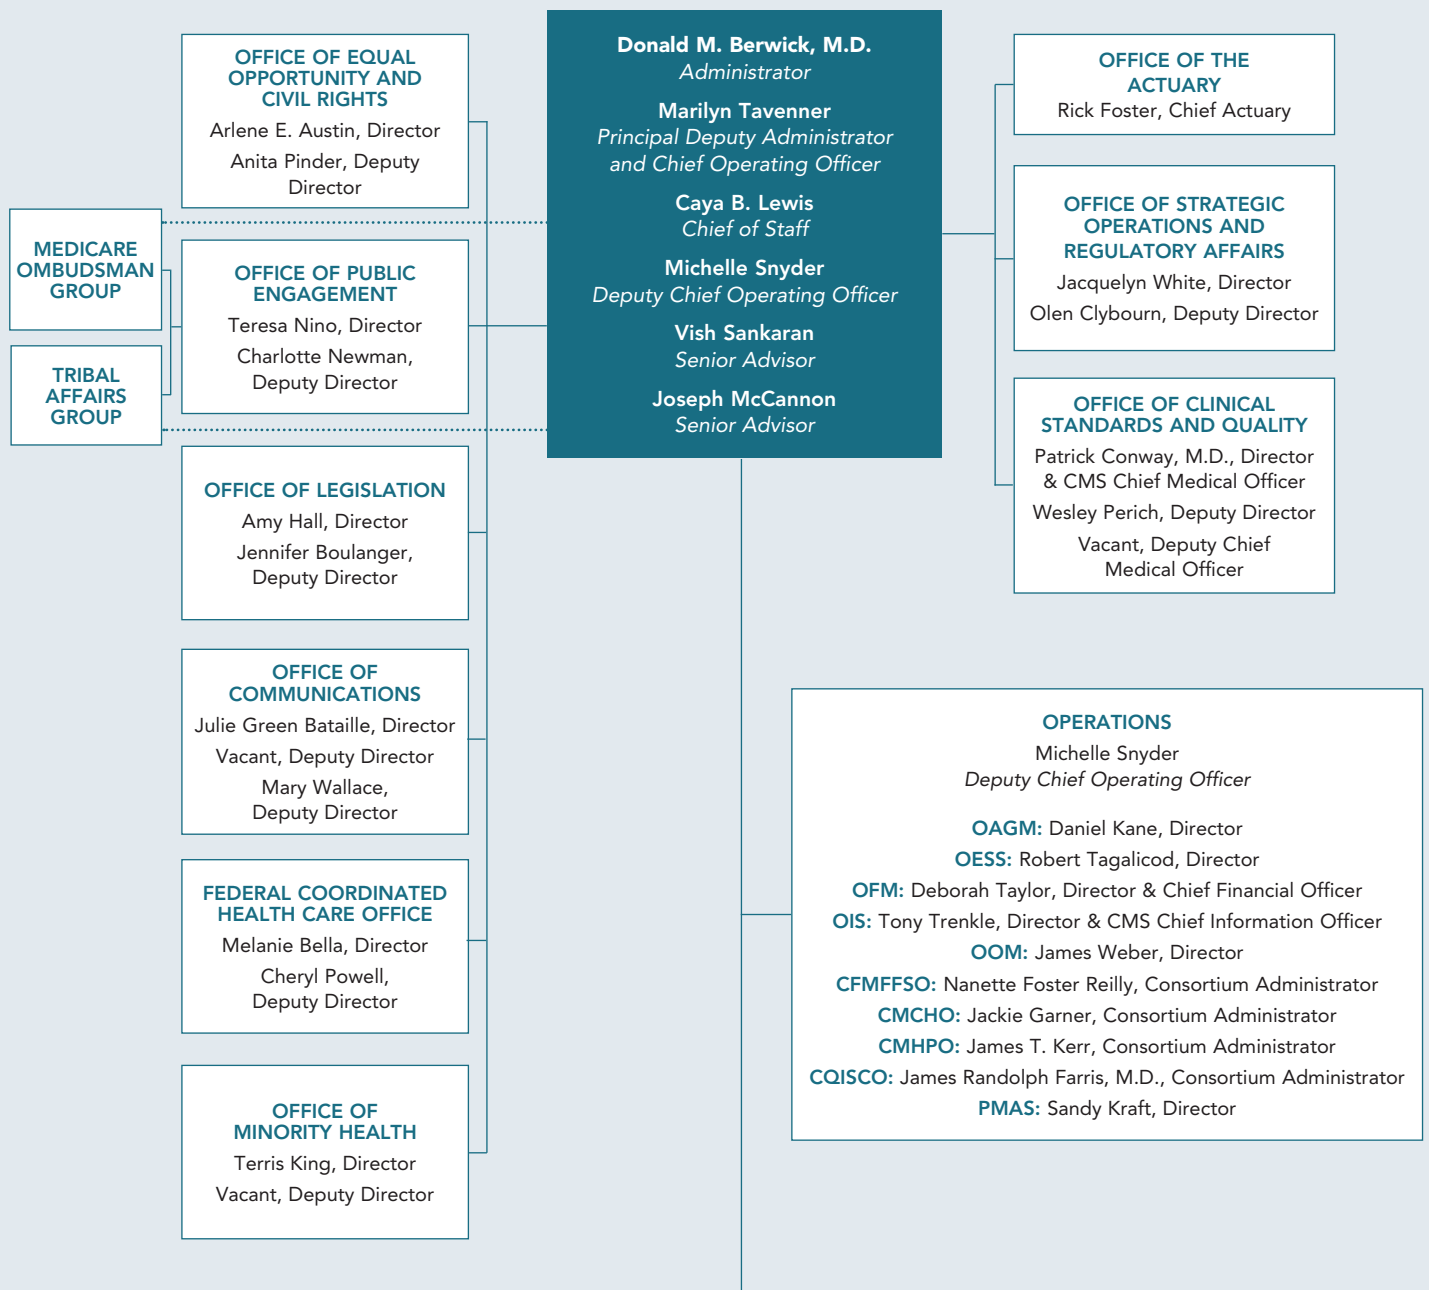 OFFICE OF EQUAL
OPPORTUNITY AND
CIVIL RIGHTS
Arlene E. Austin, Director
Anita Pinder, Deputy
Director
MEDICARE
OMBUDSMAN
GROUP
TRIBAL
AFFAIRS
GROUP
OFFICE OF PUBLIC
ENGAGEMENT
Teresa Nino, Director
Charlotte Newman,
Deputy Director
OFFICE OF LEGISLATION
Amy Hall, Director
Jennifer Boulanger,
Deputy Director
OFFICE OF
COMMUNICATIONS
Julie Green Bataille, Director
Vacant, Deputy Director
Mary Wallace,
Deputy Director
FEDERAL COORDINATED
HEALTH CARE OFFICE
Melanie Bella, Director
Cheryl Powell,
Deputy Director
OFFICE OF
MINORITY HEALTH
Terris King, Director
Vacant, Deputy Director
Donald M. Berwick, M.D.
Administrator
Marilyn Tavenner
Principal Deputy Administrator
and Chief Operating Officer
Caya B. Lewis
Chief of Staff
Michelle Snyder
Deputy Chief Operating Officer
Vish Sankaran
Senior Advisor
Joseph McCannon
Senior Advisor
OFFICE OF THE
ACTUARY
Rick Foster, Chief Actuary
OFFICE OF STRATEGIC
OPERATIONS AND
REGULATORY AFFAIRS
Jacquelyn White, Director
Olen Clybourn, Deputy Director
OFFICE OF CLINICAL
STANDARDS AND QUALITY
Patrick Conway, M.D., Director
& CMS Chief Medical Officer
Wesley Perich, Deputy Director
Vacant, Deputy Chief
Medical Officer
OPERATIONS
Michelle Snyder
Deputy Chief Operating Officer
OAGM: Daniel Kane, Director
OESS: Robert Tagalicod, Director
OFM: Deborah Taylor, Director & Chief Financial Officer
OIS: Tony Trenkle, Director & CMS Chief Information Officer
OOM: James Weber, Director
CFMFFSO: Nanette Foster Reilly, Consortium Administrator
CMCHO: Jackie Garner, Consortium Administrator
CMHPO: James T. Kerr, Consortium Administrator
CQISCO: James Randolph Farris, M.D., Consortium Administrator
PMAS: Sandy Kraft, Director